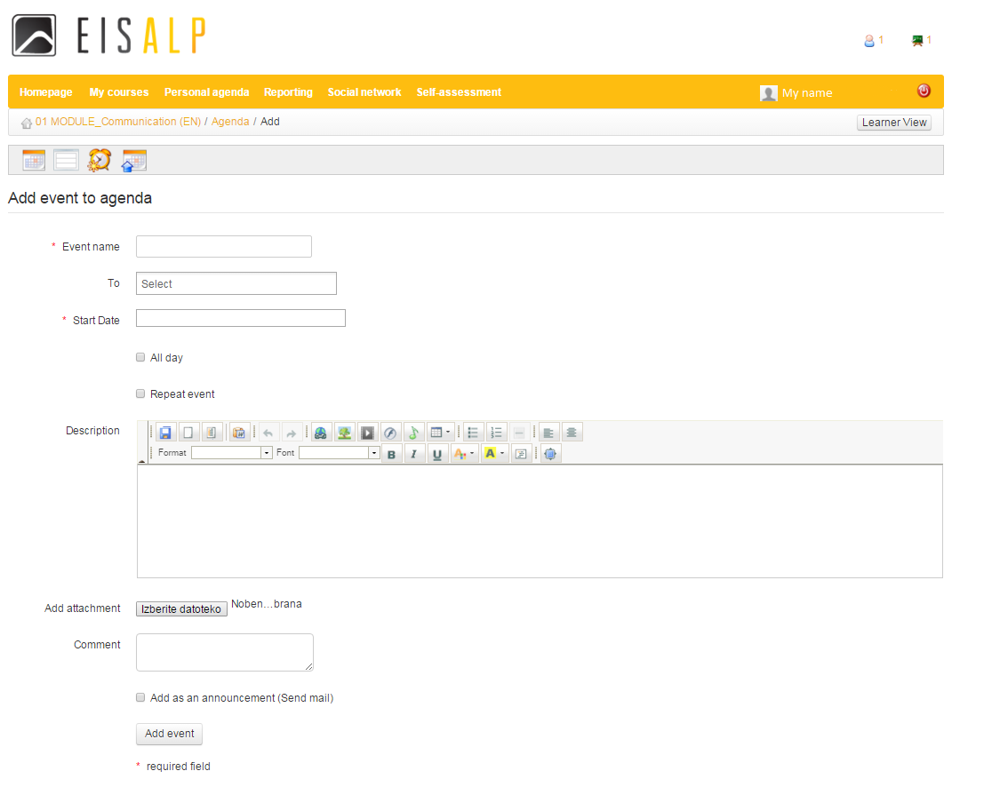 EISALP
1 1
Homepage My courses Personal agenda Reporting Social network Self-assessment My name
01 MODULE_Communication (EN) / Agenda / Add Learner View
Add event to agenda
* Event name
To Select
* Start Date
All day
Repeat event
Description
Format Font B I U A A
Add attachment Izberite datoteko Noben…brana
Comment
Add as an announcement (Send mail)
Add event
* required field